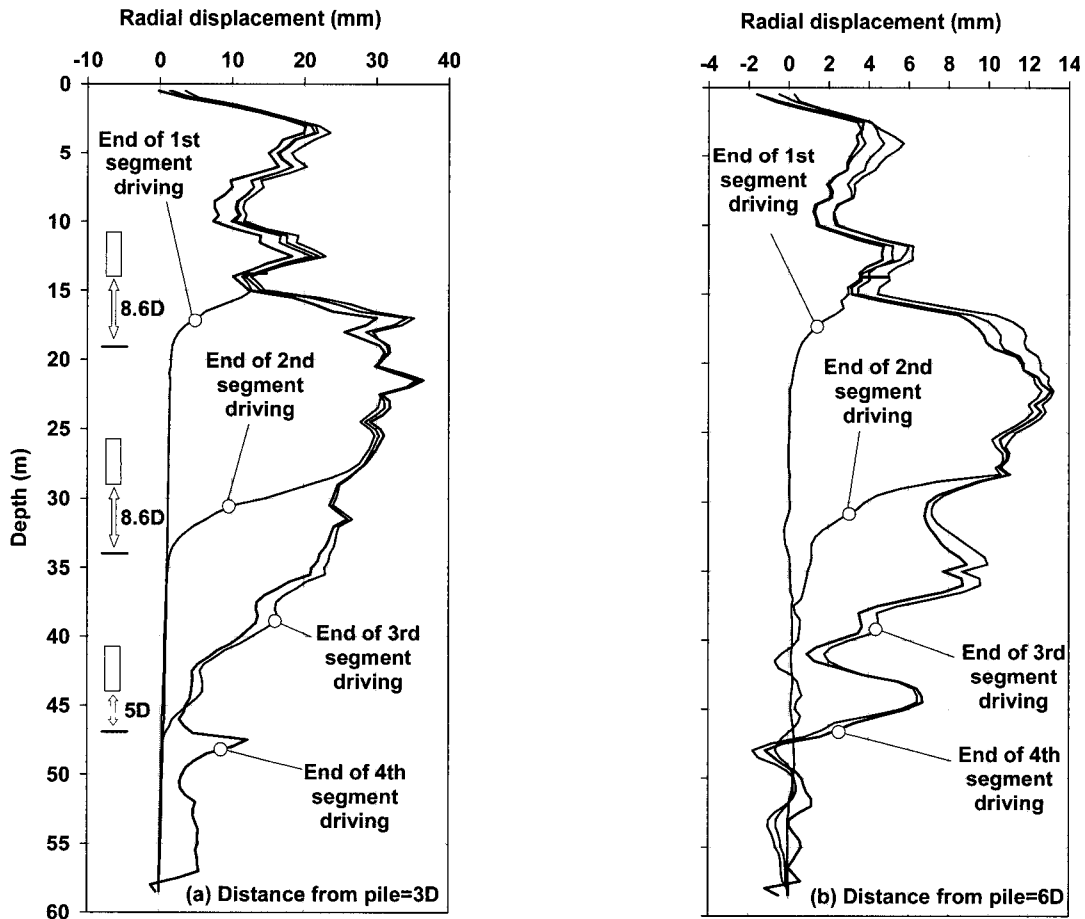 Radial displacement (mm)
-10 0 10 20 30 40
0
5
10
15
20
25
30
35
40
45
50
55
60
Depth (m)
End of 1st
segment
driving
8.6D
End of 2nd
segment
driving
8.6D
End of 3rd
segment
driving
5D
End of 4th
segment
driving
(a) Distance from pile=3D
Radial displacement (mm)
-4 -2 0 2 4 6 8 10 12 14
End of 1st
segment
driving
End of 2nd
segment
driving
End of 3rd
segment
driving
End of 4th
segment
driving
(b) Distance from pile=6D